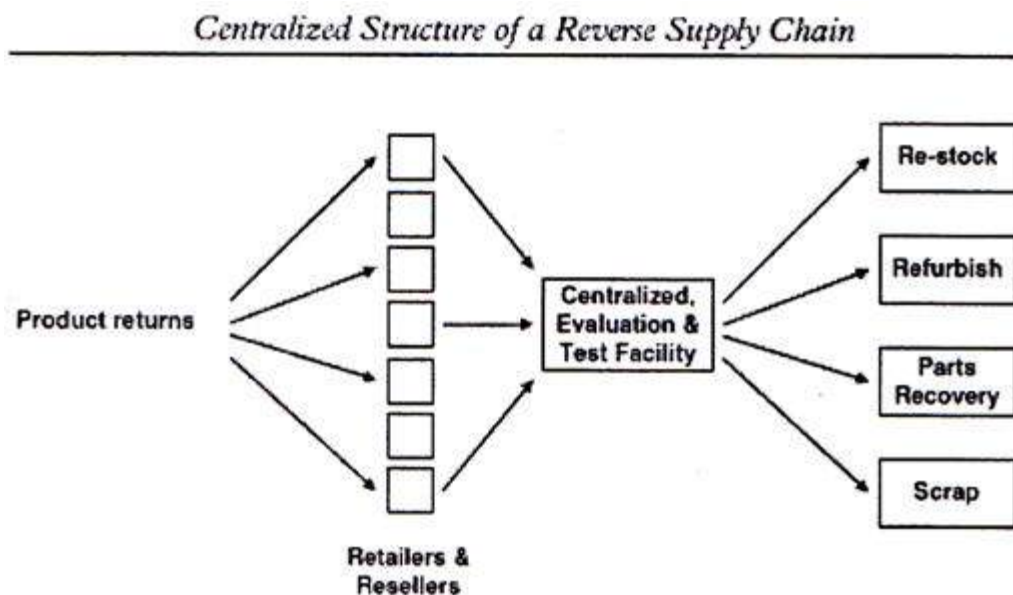 Centralized Structure of a Reverse Supply Chain
Re-stock
Refurbish
Product returns
Centralized,
Evaluation &
Test Facility
Parts
Recovery
Scrap
Retailers &
Resellers